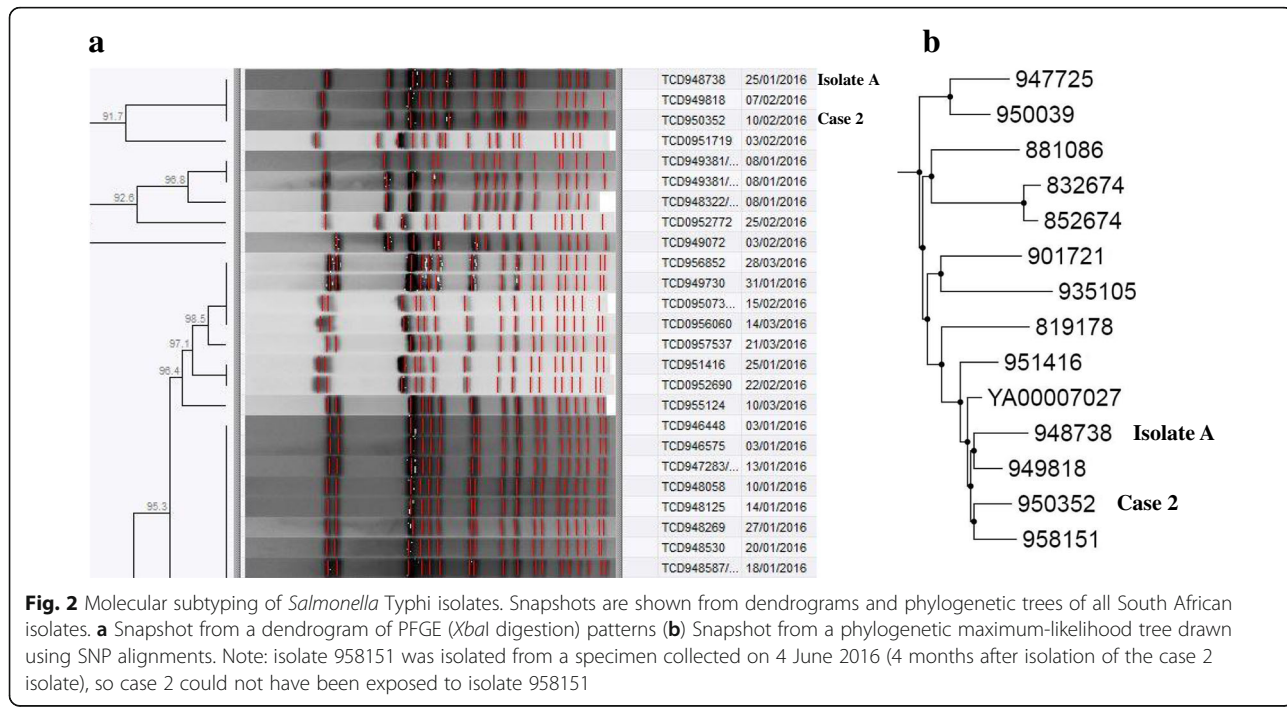 a
91.7
96.8
92.6
98.5
97.1
96.4
95.3
TCD948738 25/01/2016 Isolate A
TCD949818 07/02/2016
TCD950352 10/02/2016 Case 2
TCD0951719 03/02/2016
TCD949381/... 08/01/2016
TCD949381/... 08/01/2016
TCD948322/... 08/01/2016
TCD0952772 25/02/2016
TCD949072 03/02/2016
TCD956852 28/03/2016
TCD949730 31/01/2016
TCD095073... 15/02/2016
TCD0956060 14/03/2016
TCD0957537 21/03/2016
TCD951416 25/01/2016
TCD0952690 22/02/2016
TCD955124 10/03/2016
TCD946448 03/01/2016
TCD946575 03/01/2016
TCD947283/... 13/01/2016
TCD948058 10/01/2016
TCD948125 14/01/2016
TCD948269 27/01/2016
TCD948530 20/01/2016
TCD948587/... 18/01/2016
b
947725
950039
881086
832674
852674
901721
935105
819178
951416
YA00007027
948738 Isolate A
949818
950352 Case 2
958151
Fig. 2 Molecular subtyping of Salmonella Typhi isolates. Snapshots are shown from dendrograms and phylogenetic trees of all South African
isolates. a Snapshot from a dendrogram of PFGE (XbaI digestion) patterns (b) Snapshot from a phylogenetic maximum-likelihood tree drawn
using SNP alignments. Note: isolate 958151 was isolated from a specimen collected on 4 June 2016 (4 months after isolation of the case 2
isolate), so case 2 could not have been exposed to isolate 958151